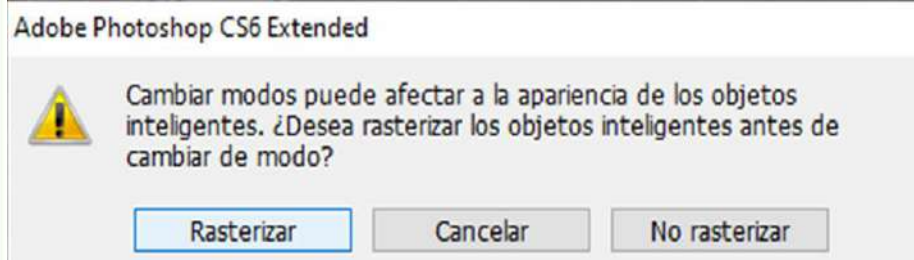 Adobe Photoshop CS6 Extended
Cambiar modos puede afectar a la apariencia de los objetos
inteligentes. ¿Desea rasterizar los objetos inteligentes antes de
cambiar de modo?
Rasterizar Cancelar No rasterizar